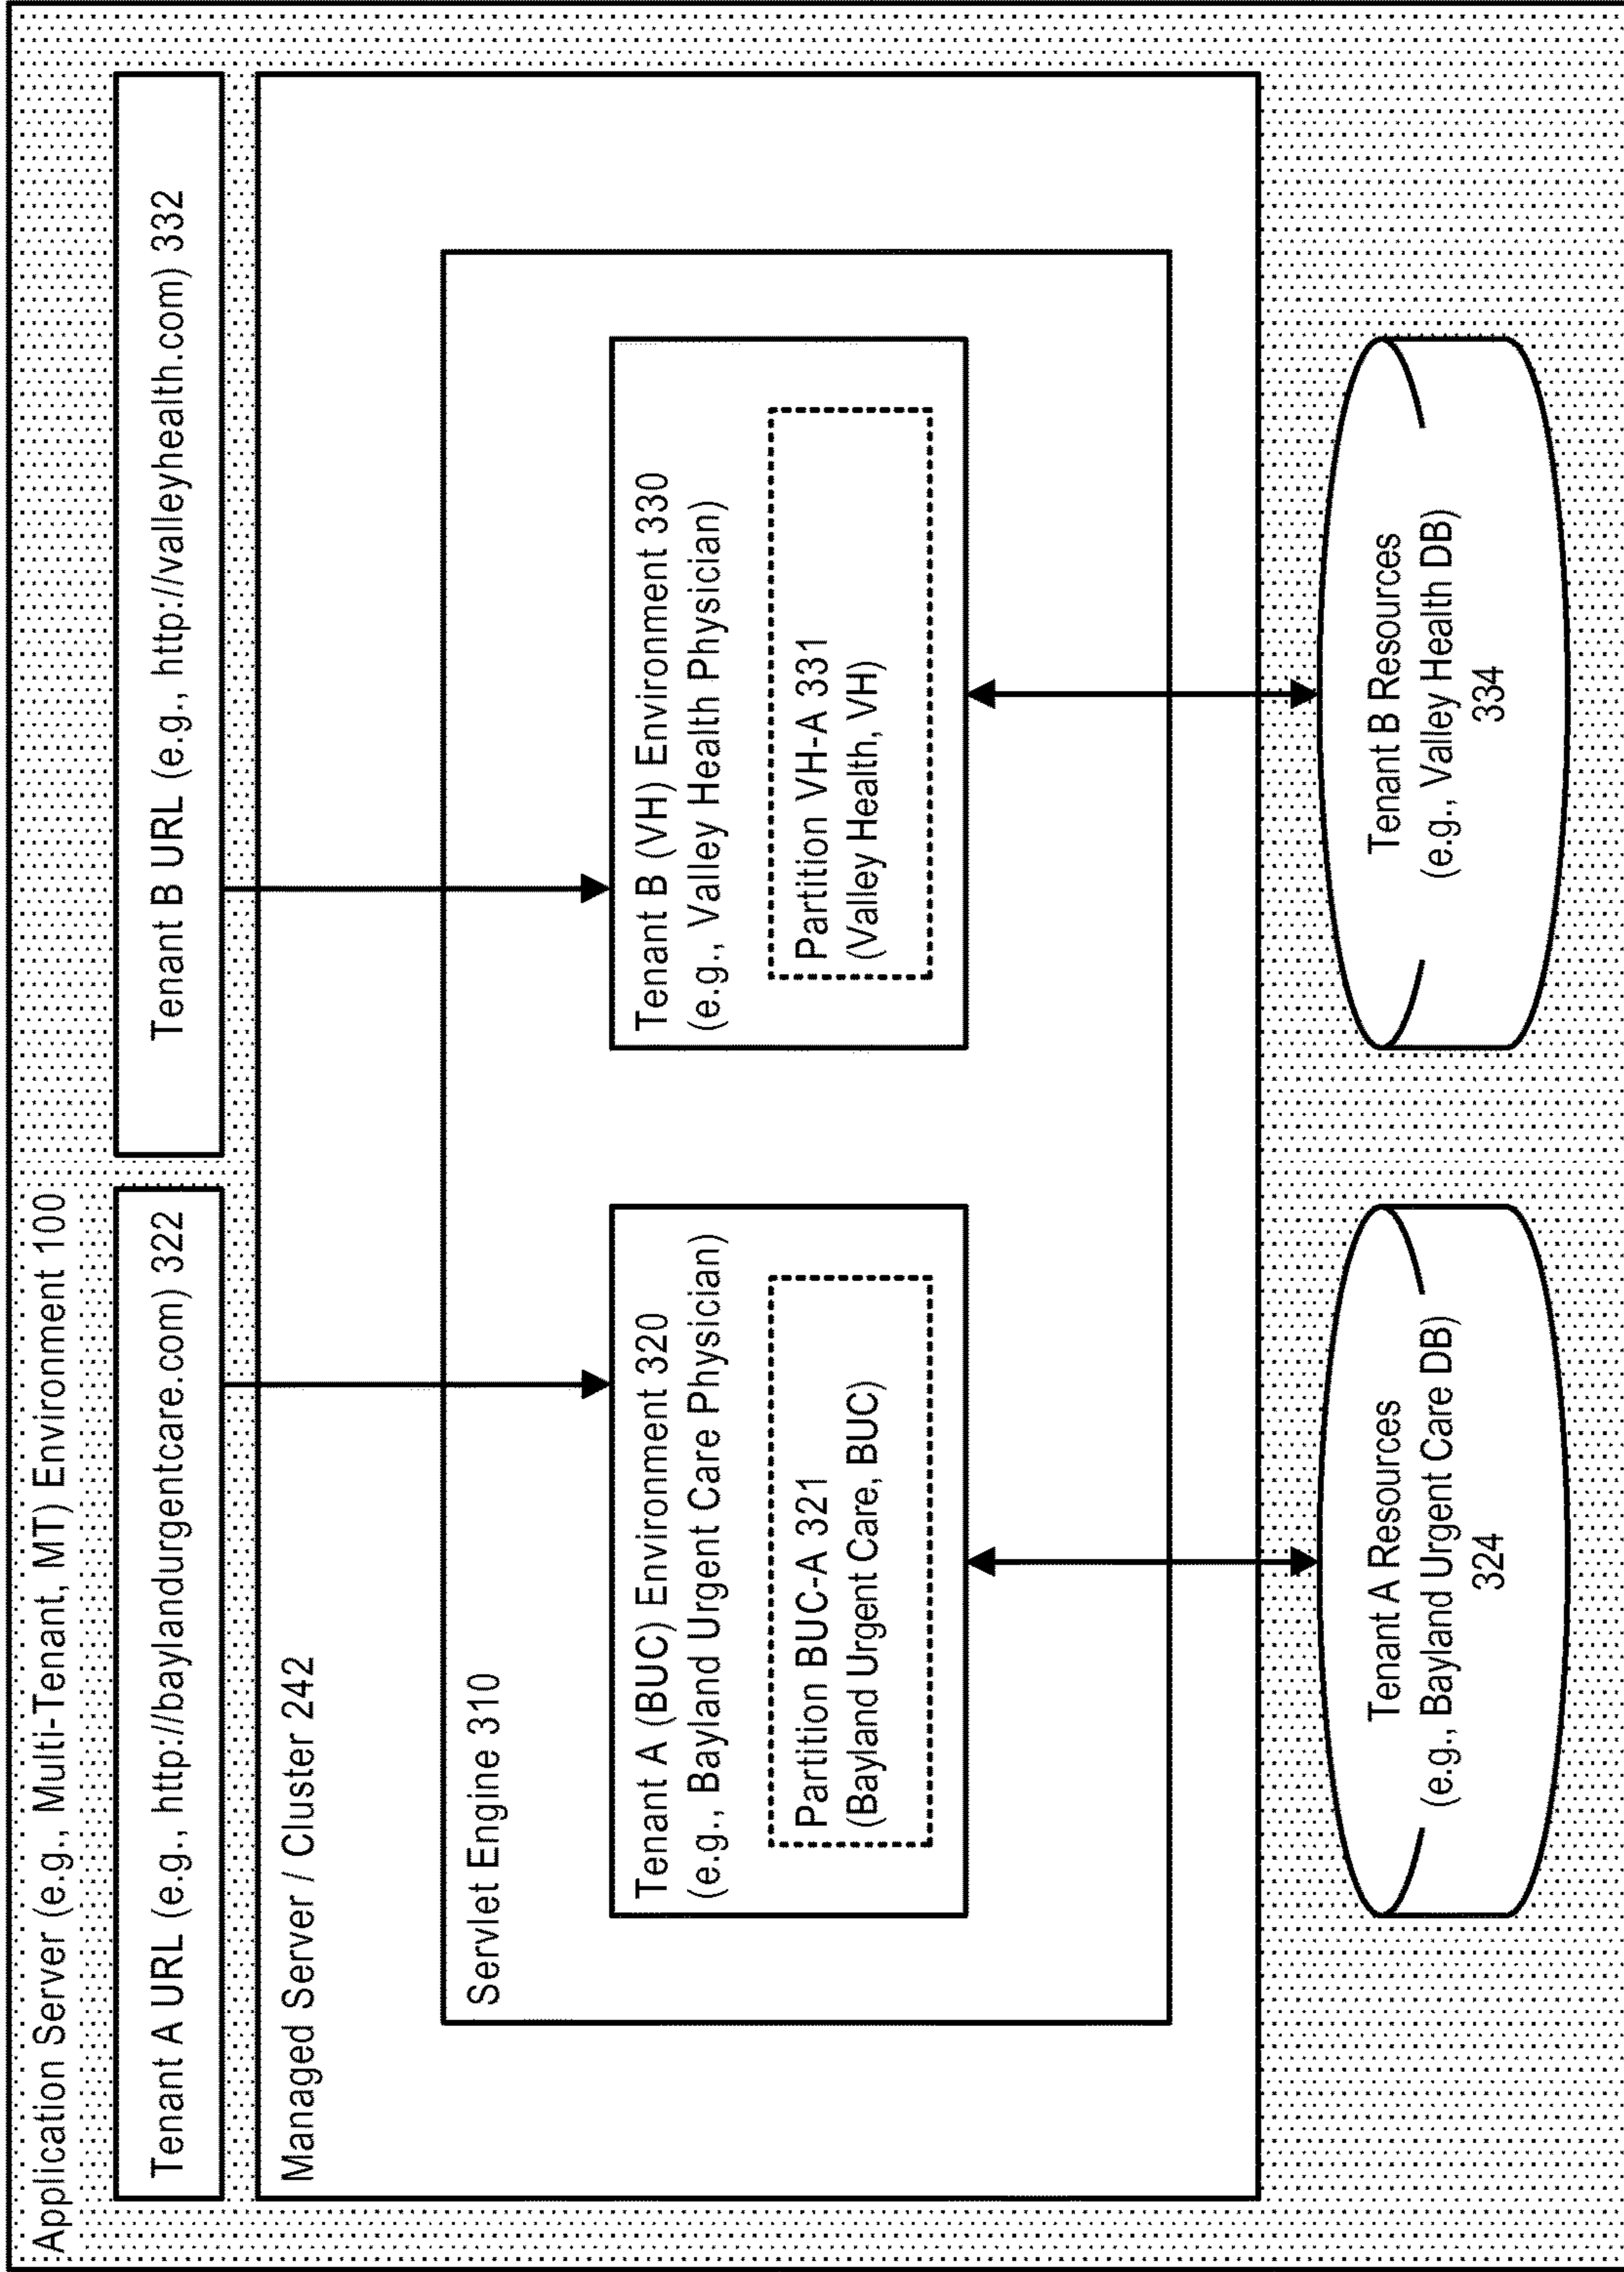 Application Server (e.g., Multi-Tenant, MT) Environment 100
Tenant A URL (e.g., http://baylandurgentcare.com) 322
Tenant B URL (e.g., http://valleyhealth.com) 332
Managed Server / Cluster 242
Servlet Engine 310
Tenant A (BUC) Environment 320
(e.g., Bayland Urgent Care Physician)
Partition BUC-A 321
(Bayland Urgent Care, BUC)
Tenant B (VH) Environment 330
(e.g., Valley Health Physician)
Partition VH-A 331
(Valley Health, VH)
Tenant A Resources
(e.g., Bayland Urgent Care DB)
324
Tenant B Resources
(e.g., Valley Health DB)
334